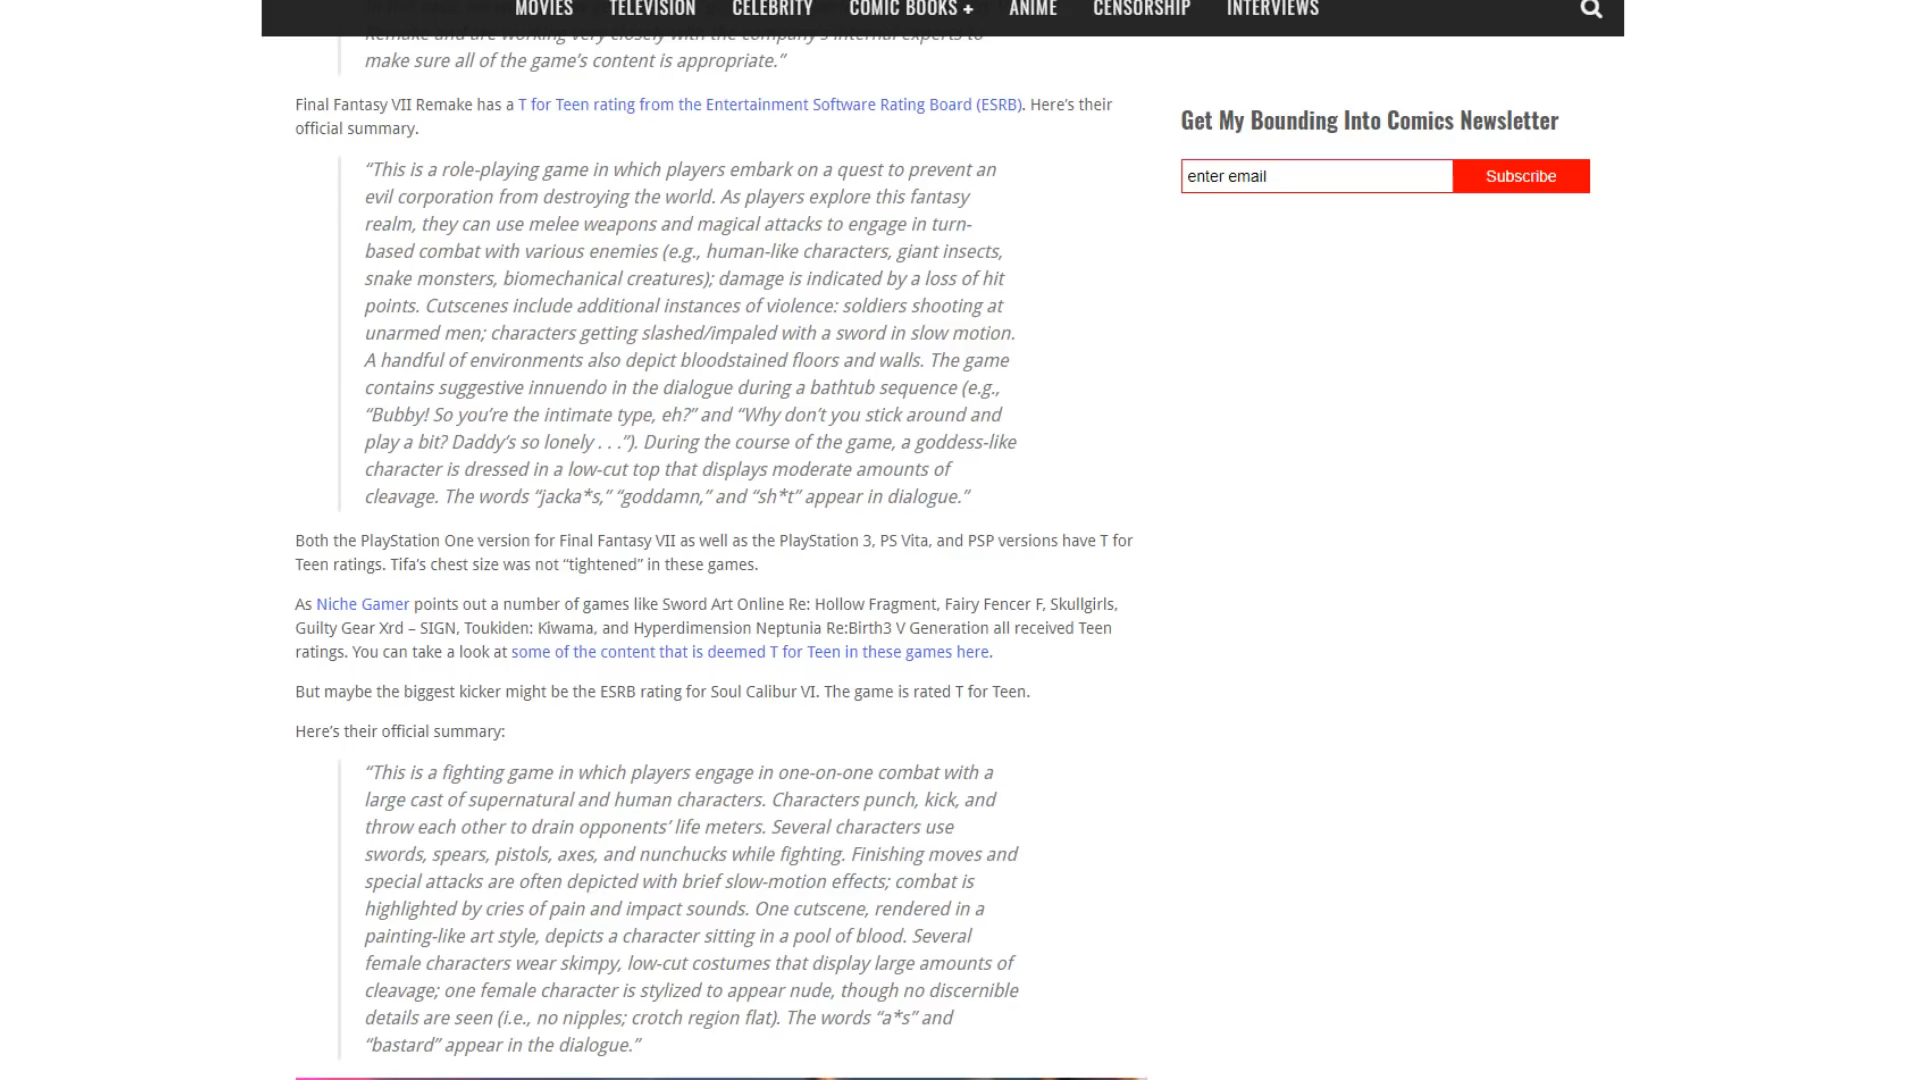 MOVIES TELEVISION CELEBRITY COMIC BOOKS + ANIME CENSORSHIP INTERVIEWS
Remake and are working very closely with the company's internal experts to
make sure all of the game’s content is appropriate.”
Final Fantasy VII Remake has a T for Teen rating from the Entertainment Software Rating Board (ESRB). Here’s their
official summary.
“This is a role-playing game in which players embark on a quest to prevent an
evil corporation from destroying the world. As players explore this fantasy
realm, they can use melee weapons and magical attacks to engage in turn-
based combat with various enemies (e.g., human-like characters, giant insects,
snake monsters, biomechanical creatures); damage is indicated by a loss of hit
points. Cutscenes include additional instances of violence: soldiers shooting at
unarmed men; characters getting slashed/impaled with a sword in slow motion.
A handful of environments also depict bloodstained floors and walls. The game
contains suggestive innuendo in the dialogue during a bathtub sequence (e.g.,
“Bubby! So you’re the intimate type, eh?” and “Why don’t you stick around and
play a bit? Daddy’s so lonely . . .”). During the course of the game, a goddess-like
character is dressed in a low-cut top that displays moderate amounts of
cleavage. The words “jacka*s,” “goddamn,” and “sh*t” appear in dialogue.”
Both the PlayStation One version for Final Fantasy VII as well as the PlayStation 3, PS Vita, and PSP versions have T for
Teen ratings. Tifa’s chest size was not “tightened” in these games.
As Niche Gamer points out a number of games like Sword Art Online Re: Hollow Fragment, Fairy Fencer F, Skullgirls,
Guilty Gear Xrd – SIGN, Toukiden: Kiwama, and Hyperdimension Neptunia Re:Birth3 V Generation all received Teen
ratings. You can take a look at some of the content that is deemed T for Teen in these games here.
But maybe the biggest kicker might be the ESRB rating for Soul Calibur VI. The game is rated T for Teen.
Here’s their official summary:
“This is a fighting game in which players engage in one-on-one combat with a
large cast of supernatural and human characters. Characters punch, kick, and
throw each other to drain opponents’ life meters. Several characters use
swords, spears, pistols, axes, and nunchucks while fighting. Finishing moves and
special attacks are often depicted with brief slow-motion effects; combat is
highlighted by cries of pain and impact sounds. One cutscene, rendered in a
painting-like art style, depicts a character sitting in a pool of blood. Several
female characters wear skimpy, low-cut costumes that display large amounts of
cleavage; one female character is stylized to appear nude, though no discernible
details are seen (i.e., no nipples; crotch region flat). The words “a*s” and
“bastard” appear in the dialogue.”
Get My Bounding Into Comics Newsletter
enter email Subscribe